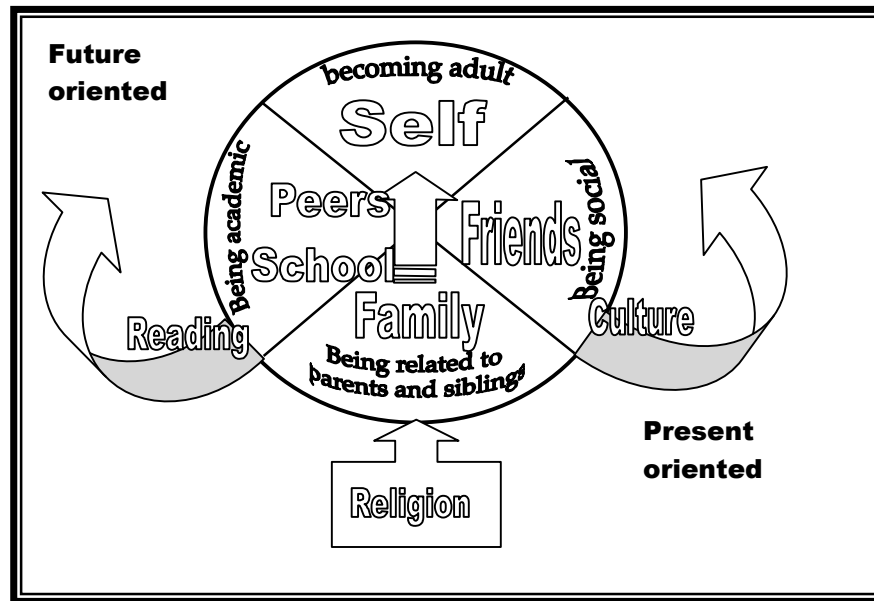 Future
oriented
becoming adult
Self
Being academic
Peers
School
Friends
Being social
Family
Reading
Culture
Being related to
parents and siblings
Present
oriented
Religion